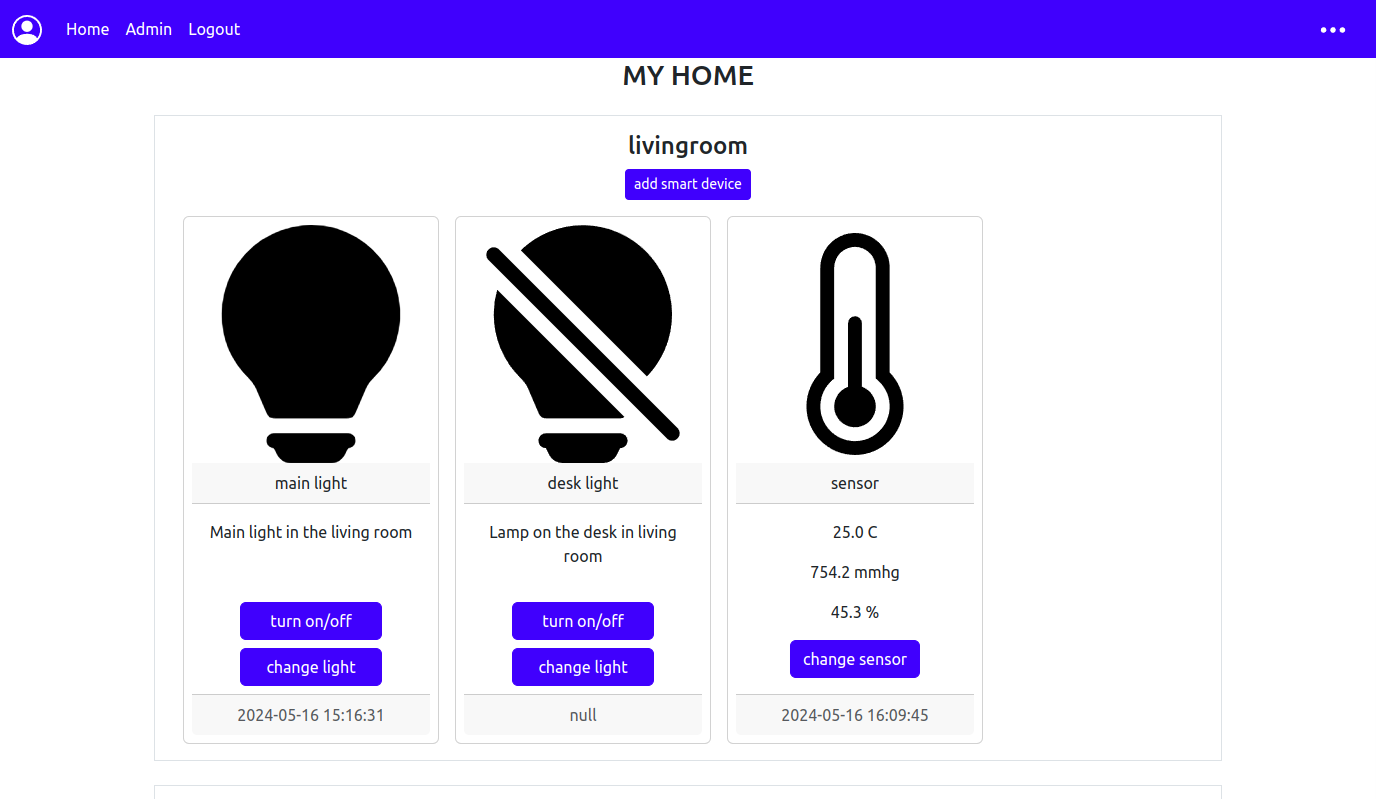 Home Admin Logout
MY HOME
livingroom
add smart device
main light
Main light in the living room
turn on/off
change light
2024-05-16 15:16:31
desk light
Lamp on the desk in living
room
turn on/off
change light
null
sensor
25.0 C
754.2 mmhg
45.3 %
change sensor
2024-05-16 16:09:45